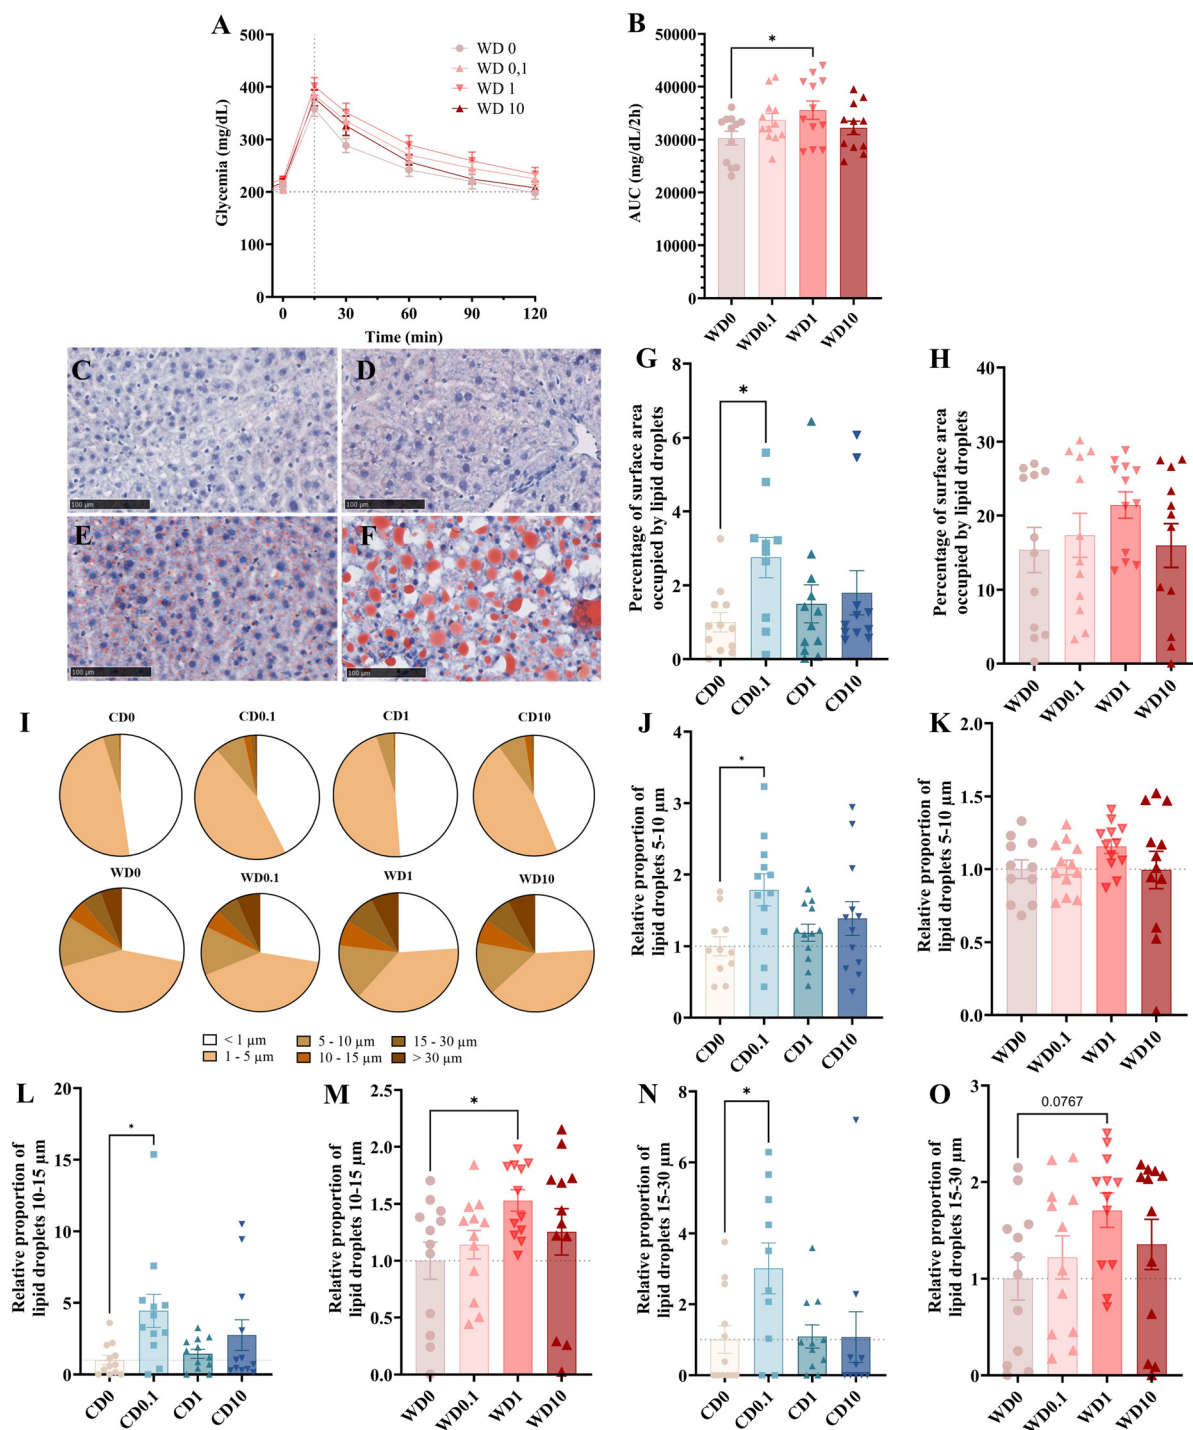 A
500
400
300
200
100
0
Glycemia (mg/dL)
0
30
60
90
120
Time (min)
WD 0
WD 0,1
WD 1
WD 10
B
*
50000
40000
30000
20000
10000
0
AUC (mg/dL/2h)
WD0
WD0.1
WD1
WD10
C
100 µm
D
100 µm
E
100 µm
F
100 µm
G
*
8
6
4
2
0
Percentage of surface area
occupied by lipid droplets
CD0
CD0.1
CD1
CD10
H
40
30
20
10
0
Percentage of surface area
occupied by lipid droplets
WD0
WD0.1
WD1
WD10
I
CD0
CD0.1
CD1
CD10
WD0
WD0.1
WD1
WD10
< 1 µm
5 - 10 µm
15 - 30 µm
1 - 5 µm
10 - 15 µm
> 30 µm
J
*
4
3
2
1
0
Relative proportion of
lipid droplets 5-10 µm
CD0
CD0.1
CD1
CD10
K
2.0
1.5
1.0
0.5
0.0
Relative proportion of
lipid droplets 5-10 µm
WD0
WD0.1
WD1
WD10
L
*
20
15
10
5
0
Relative proportion of
lipid droplets 10-15 µm
CD0
CD0.1
CD1
CD10
M
*
2.5
2.0
1.5
1.0
0.5
0.0
Relative proportion of
lipid droplets 10-15 µm
WD0
WD0.1
WD1
WD10
N
*
8
6
4
2
0
Relative proportion of
lipid droplets 15-30 µm
CD0
CD0.1
CD1
CD10
O
0.0767
3
2
1
0
Relative proportion of
lipid droplets 15-30 µm
WD0
WD0.1
WD1
WD10